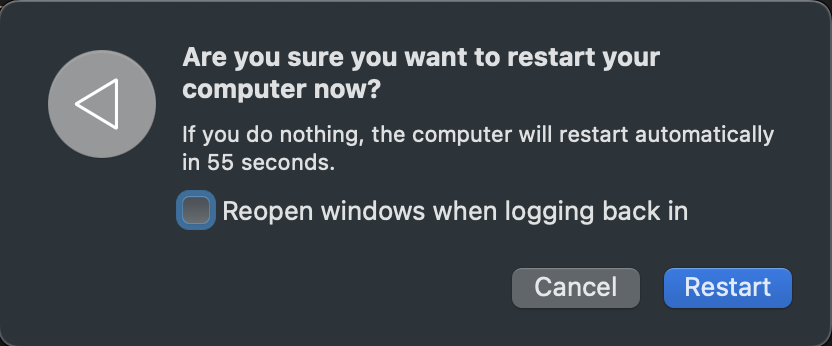 Are you sure you want to restart your
computer now?
If you do nothing, the computer will restart automatically
in 55 seconds.
Reopen windows when logging back in
Cancel
Restart